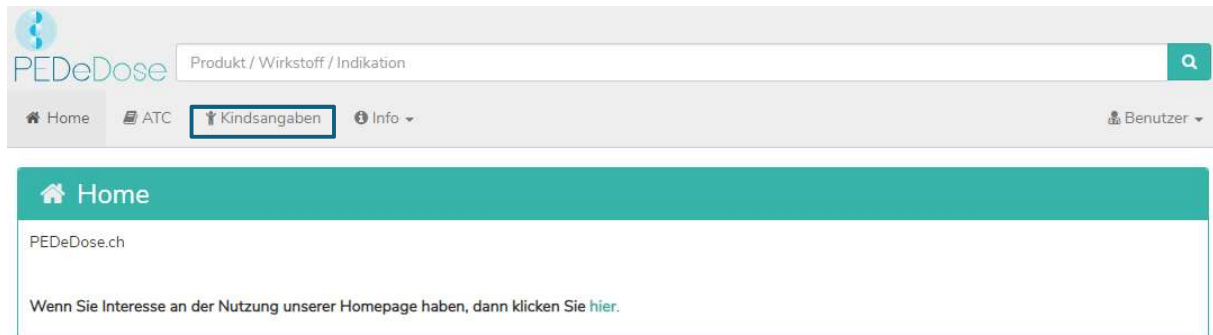 PEDeDose
Produkt / Wirkstoff / Indikation
Home ATC Kindsangaben Info Benutzer
Home
PEDeDose.ch
Wenn Sie Interesse an der Nutzung unserer Homepage haben, dann klicken Sie hier.